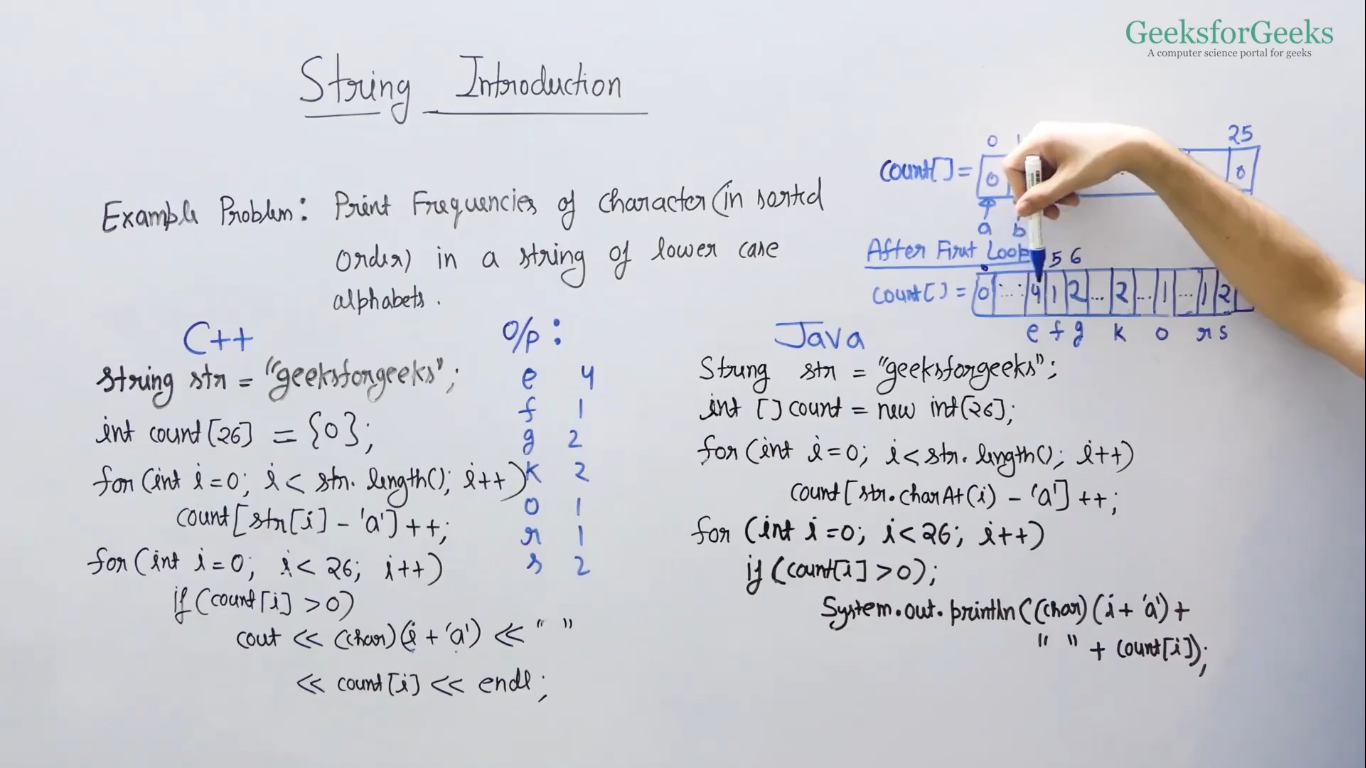 GeeksforGeeks
A computer science portal for geeks
String Introduction
Example Problem: Print Frequencies of character (in sorted
order) in a string of lower case
alphabets.
0 25
count[] = 0 0
a b
After First Loop 5 6
count[] = 0 ... 4 1 2 ... 2 ... 1 ... 1 2
e f g k o r s
C++
String str = "geeksforgeeks";
int count[26] = {0};
for(int i=0; i < str.length(); i++)
count[str[i] - 'a']++;
for(int i=0; i < 26; i++)
if(count[i] > 0)
cout << (char)(i + 'a') << " "
<< count[i] << endl;
O/p:
e 4
f 1
g 2
k 2
o 1
r 1
s 2
Java
String str = "geeksforgeeks";
int [] count = new int[26];
for(int i=0; i < str.length(); i++)
count[str.charAt(i) - 'a']++;
for (int i=0; i < 26; i++)
if(count[i] > 0);
System.out.println((char)(i + 'a') +
" " + count[i]);